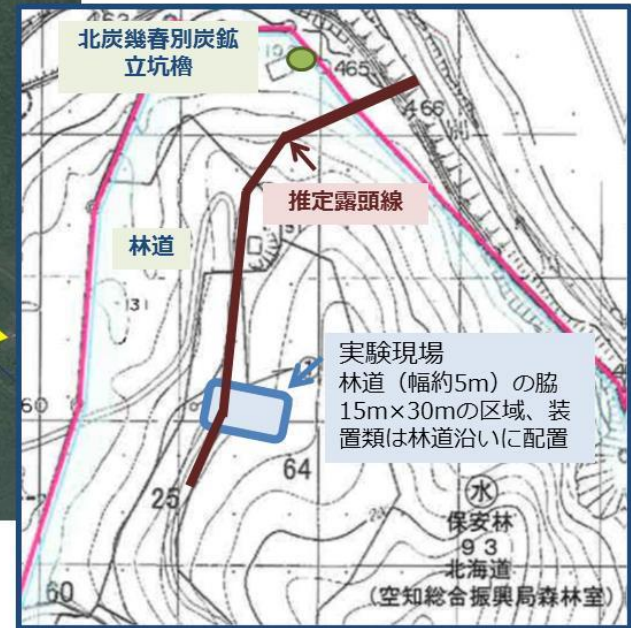 北炭幾春別炭鉱
立坑櫓
465
466
推定露頭線
林道
131
実験現場
林道（幅約5m）の脇
15m×30mの区域、装
置類は林道沿いに配置
60
25
64
水
保安林
93
北海道
（空知総合振興局森林室）
60